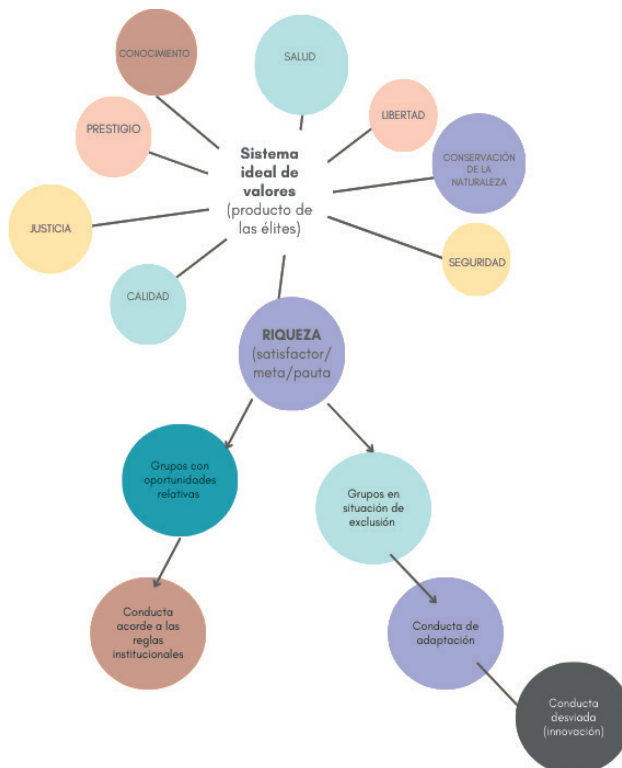 CONOCIMIENTO
SALUD
PRESTIGIO
LIBERTAD
Sistema
ideal de
valores
(producto de
las élites)
CONSERVACIÓN
DE LA
NATURALEZA
JUSTICIA
SEGURIDAD
CALIDAD
RIQUEZA
(satisfactor/
meta/pauta
Grupos con
oportunidades
relativas
Grupos en
situación de
exclusión
Conducta
acorde a las
reglas
institucionales
Conducta de
adaptación
Conducta
desviada
(innovación)